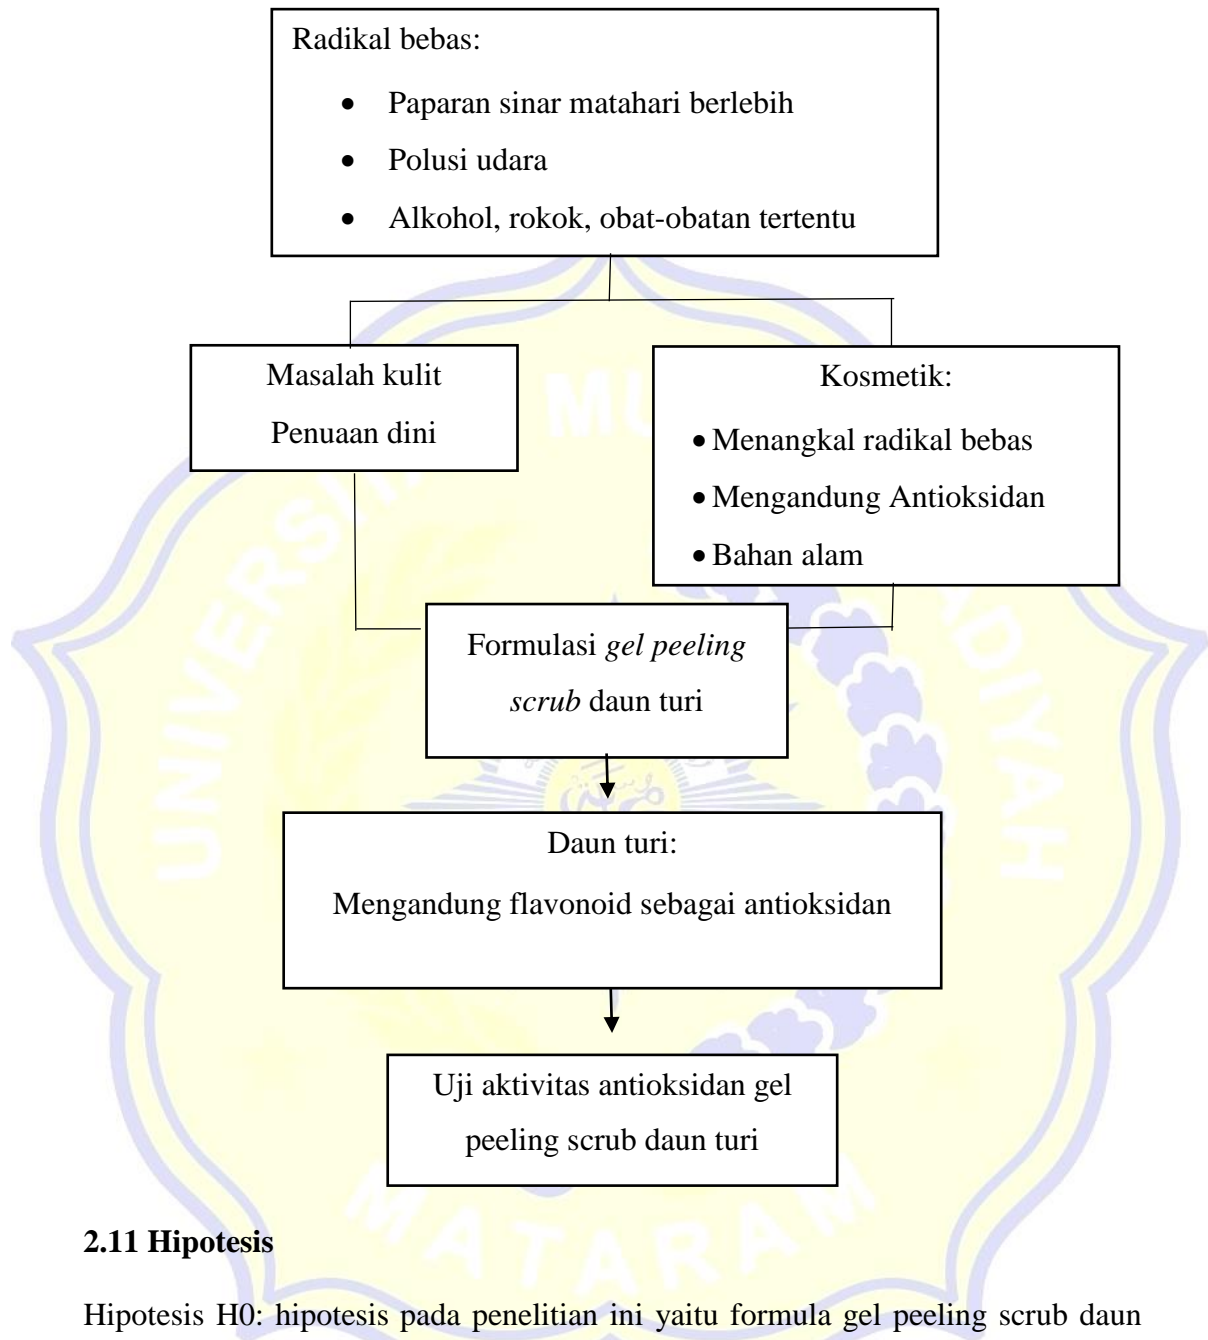 Radikal bebas:
• Paparan sinar matahari berlebih
• Polusi udara
• Alkohol, rokok, obat-obatan tertentu
Masalah kulit
Penuaan dini
Kosmetik:
• Menangkal radikal bebas
• Mengandung Antioksidan
• Bahan alam
Formulasi gel peeling
scrub daun turi
Daun turi:
Mengandung flavonoid sebagai antioksidan
Uji aktivitas antioksidan gel
peeling scrub daun turi
MATARAM
2.11 Hipotesis
Hipotesis H0: hipotesis pada penelitian ini yaitu formula gel peeling scrub daun